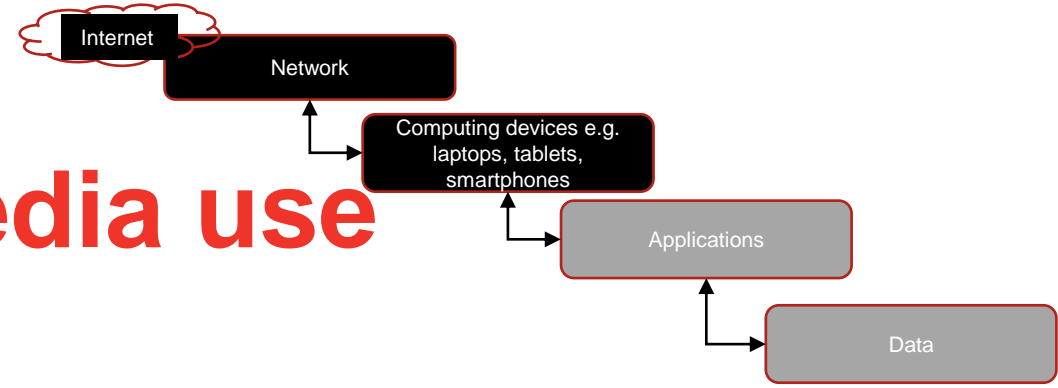 Internet
Network
Computing devices e.g.
laptops, tablets,
smartphones
edia use
Applications
Data